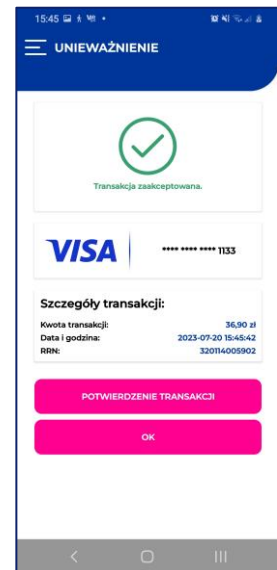 15:45
UNIEWAŻNIENIE
Transakcja zaakceptowana.
VISA **** **** **** 1133
Szczegóły transakcji:
Kwota transakcji: 36,90 zł
Data i godzina: 2023-07-20 15:45:42
RRN: 320114005902
POTWIERDZENIE TRANSAKCJI
OK